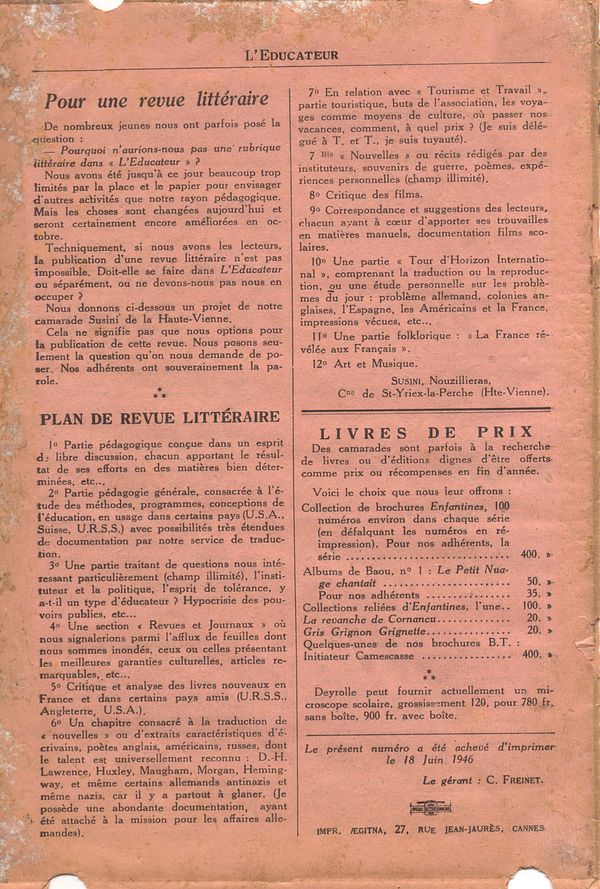 L'EDUCATEUR
Pour une revue littéraire
De nombreux jeunes nous ont parfois posé la
question :
— Pourquoi n'aurions-nous pas une rubrique
littéraire dans « L'Educateur » ?
Nous avons été jusqu'à ce jour beaucoup trop
limités par la place et le papier pour envisager
d'autres activités que notre rayon pédagogique.
Mais les choses sont changées aujourd'hui et
seront certainement encore améliorées en oc-
tobre.
Techniquement, si nous avons les lecteurs,
la publication d'une revue littéraire n'est pas
impossible. Doit-elle se faire dans L'Educateur
ou séparément, ou ne devons-nous pas nous en
occuper ?
Nous donnons ci-dessous un projet de notre
camarade Susini de la Haute-Vienne.
Cela ne signifie pas que nous options pour
la publication de cette revue. Nous posons seu-
lement la question qu'on nous demande de po-
ser. Nos adhérents ont souverainement la pa-
role.
PLAN DE REVUE LITTÉRAIRE
1° Partie pédagogique conçue dans un esprit
de libre discussion, chacun apportant le résul-
tat de ses efforts en des matières bien déter-
minées, etc...
2° Partie pédagogie générale, consacrée à l'é-
tude des méthodes, programmes, conceptions de
l'éducation, en usage dans certains pays (U.S.A.,
Suisse, U.R.S.S.) avec possibilités très étendues
de documentation par notre service de traduc-
tion.
3° Une partie traitant de questions nous inté-
ressant particulièrement (champ illimité), l'insti-
tuteur et la politique, l'esprit de tolérance, y
a-t-il un type d'éducateur ? Hypocrisie des pou-
voirs publics, etc...
4° Une section « Revues et Journaux » où
nous signalerions parmi l'afflux de feuilles dont
nous sommes inondés, ceux ou celles présentant
les meilleures garanties culturelles, articles re-
marquables, etc...
5° Critique et analyse des livres nouveaux en
France et dans certains pays amis (U.R.S.S.,
Angleterre, U.S.A.).
6° Un chapitre consacré à la traduction de
« nouvelles » ou d'extraits caractéristiques d'é-
crivains, poètes anglais, américains, russes, dont
le talent est universellement reconnu : D.-H.
Lawrence, Huxley, Maugham, Morgan, Heming-
way, et même certains allemands antinazis et
même nazis, car il y a partout à glaner. (Je
possède une abondante documentation, ayant
été attaché à la mission pour les affaires alle-
mandes).
7° En relation avec « Tourisme et Travail »,
partie touristique, buts de l'association, les voya-
ges comme moyens de culture, où passer nos
vacances, comment, à quel prix ? (Je suis délé-
gué à T. et T., je suis tuyauté).
7 Bis « Nouvelles » ou récits rédigés par des
instituteurs, souvenirs de guerre, poèmes, expé-
riences personnelles (champ illimité).
8° Critique des films.
9° Correspondance et suggestions des lecteurs,
chacun ayant à cœur d'apporter ses trouvailles
en matières manuels, documentation films sco-
laires.
10° Une partie « Tour d'Horizon Internatio-
nal », comprenant la traduction ou la reproduc-
tion, ou une étude personnelle sur les problè-
mes du jour : problème allemand, colonies an-
glaises, l'Espagne, les Américains et la France,
impressions vécues, etc...
11° Une partie folklorique : « La France ré-
vélée aux Français ».
12° Art et Musique.
SUSINI, Nouzillieras,
Cne de St-Yriex-la-Perche (Hte-Vienne).
LIVRES DE PRIX
Des camarades sont parfois à la recherche
de livres ou d'éditions dignes d'être offerts
comme prix ou récompenses en fin d'année.
Voici le choix que nous leur offrons :
Collection de brochures Enfantines, 100
numéros environ dans chaque série
(en défalquant les numéros en ré-
impression). Pour nos adhérents, la
série .................... 400. »
Albums de Baou, n° 1 : Le Petit Nua-
ge chantait .................... 50. »
Pour nos adhérents .............. 35. »
Collections reliées d'Enfantines, l'une.. 100. »
La revanche de Cornancu.............. 20. »
Gris Grignon Grignette.............. 20. »
Quelques-unes de nos brochures B.T. :
Initiateur Camescasse .............. 400. »
Deyrolle peut fournir actuellement un mi-
croscope scolaire, grossissement 120, pour 780 fr.
sans boîte, 900 fr. avec boîte.
Le présent numéro a été achevé d'imprimer
le 18 Juin 1946
Le gérant : C. FREINET.
IMPR. ÆGITNA, 27, RUE JEAN-JAURÈS, CANNES